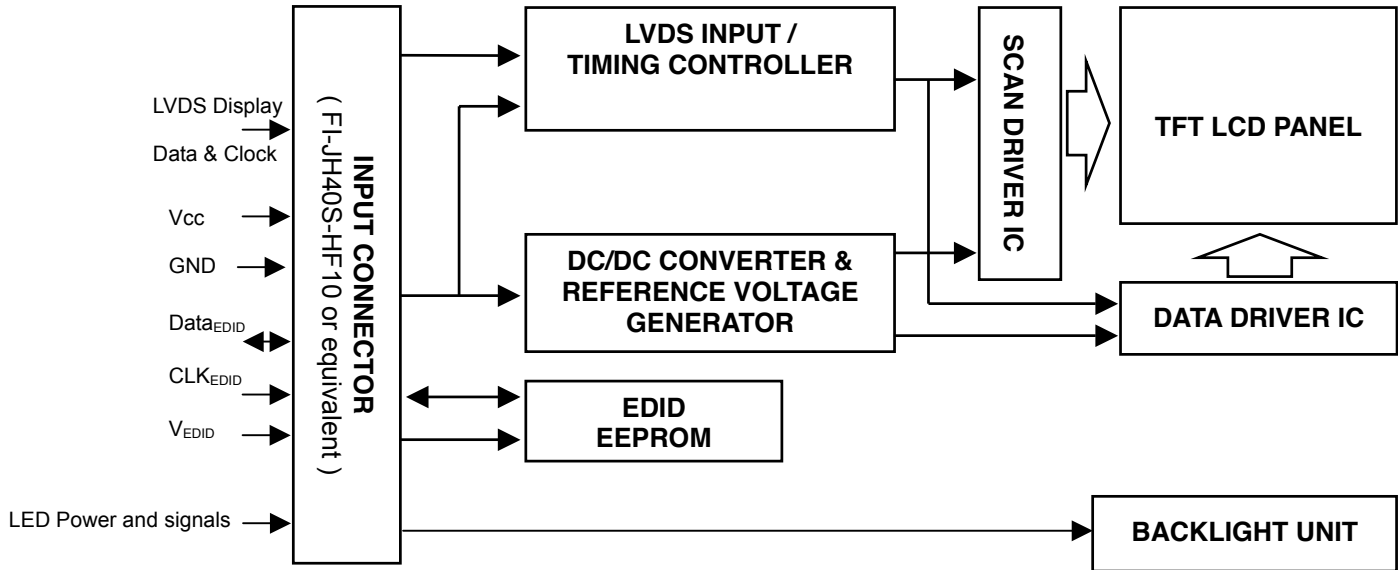 LVDS Display
Data & Clock
Vcc
GND
DataEDID
CLKEDID
VEDID
LED Power and signals
INPUT CONNECTOR
( FI-JH40S-HF10 or equivalent )
LVDS INPUT /
TIMING CONTROLLER
DC/DC CONVERTER &
REFERENCE VOLTAGE
GENERATOR
EDID
EEPROM
SCAN DRIVER IC
TFT LCD PANEL
DATA DRIVER IC
BACKLIGHT UNIT